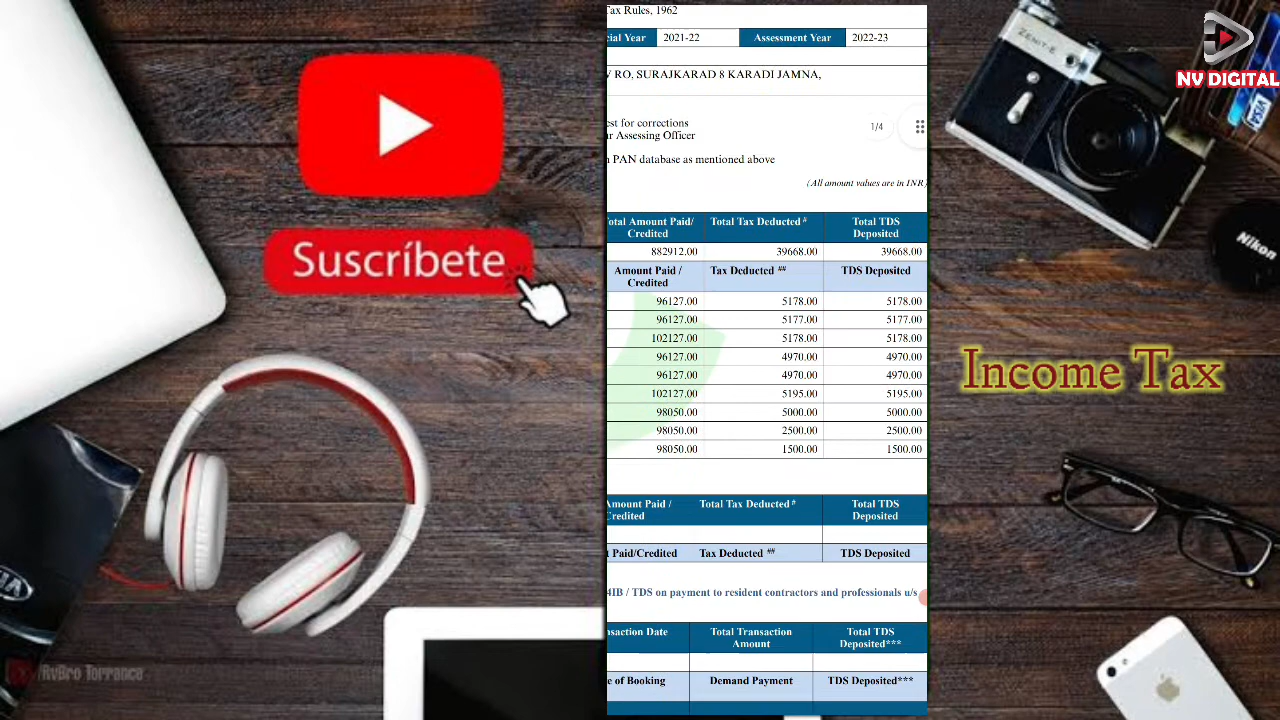 Tax Rules, 1962
cial Year 2021-22 Assessment Year 2022-23
RO, SURAJKARAD 8 KARADI JAMNA,
est for corrections
ur Assessing Officer
1/4
PAN database as mentioned above
(All amount values are in INR)
Total Amount Paid/ Credited Total Tax Deducted # Total TDS Deposited
882912.00 39668.00 39668.00
Amount Paid / Credited Tax Deducted ## TDS Deposited
96127.00 5178.00 5178.00
96127.00 5177.00 5177.00
102127.00 5178.00 5178.00
96127.00 4970.00 4970.00
96127.00 4970.00 4970.00
102127.00 5195.00 5195.00
98050.00 5000.00 5000.00
98050.00 2500.00 2500.00
98050.00 1500.00 1500.00
Amount Paid / Credited Total Tax Deducted # Total TDS Deposited
t Paid/Credited Tax Deducted ## TDS Deposited
4IB / TDS on payment to resident contractors and professionals u/s
nsaction Date Total Transaction Amount Total TDS Deposited***
e of Booking Demand Payment TDS Deposited***
Suscríbete
Income Tax
NV DIGITAL
ZENIT-E
Nikon
VISA
KIA
/RvBro Torrance